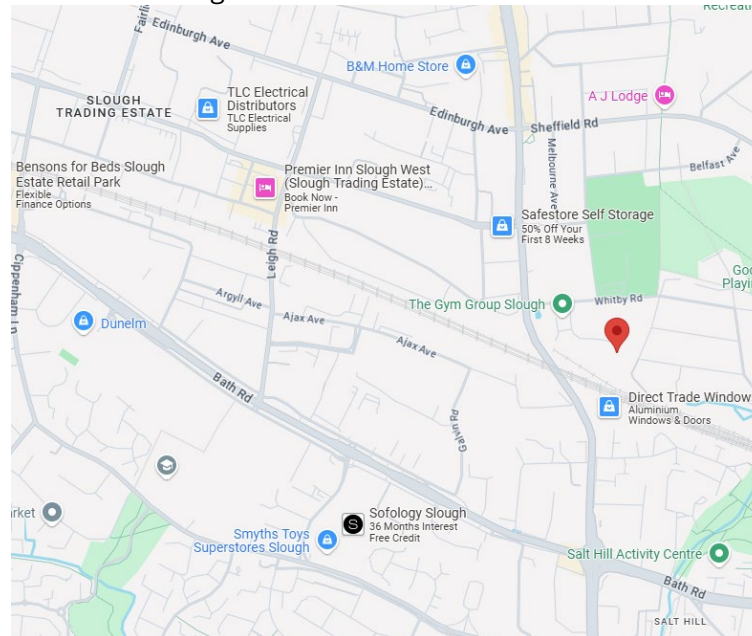 Recreati
Fairli
Edinburgh Ave
B&M Home Store
TLC Electrical
Distributors
TLC Electrical
Supplies
SLOUGH
TRADING ESTATE
A J Lodge
Edinburgh Ave
Sheffield Rd
Melbourne Ave
Belfast Ave
Bensons for Beds Slough
Estate Retail Park
Flexible
Finance Options
Premier Inn Slough West
(Slough Trading Estate)...
Book Now -
Premier Inn
Safestore Self Storage
50% Off Your
First 8 Weeks
Cippenham Ln
Leigh Rd
Goo
Playi
Argyll Ave
The Gym Group Slough
Whitby Rd
Dunelm
Ajax Ave
Ajax Ave
Bath Rd
Direct Trade Window
Aluminium
Windows & Doors
Galvin Rd
rket
Sofology Slough
36 Months Interest
Free Credit
Smyths Toys
Superstores Slough
Salt Hill Activity Centre
Bath Rd
SALT HILL